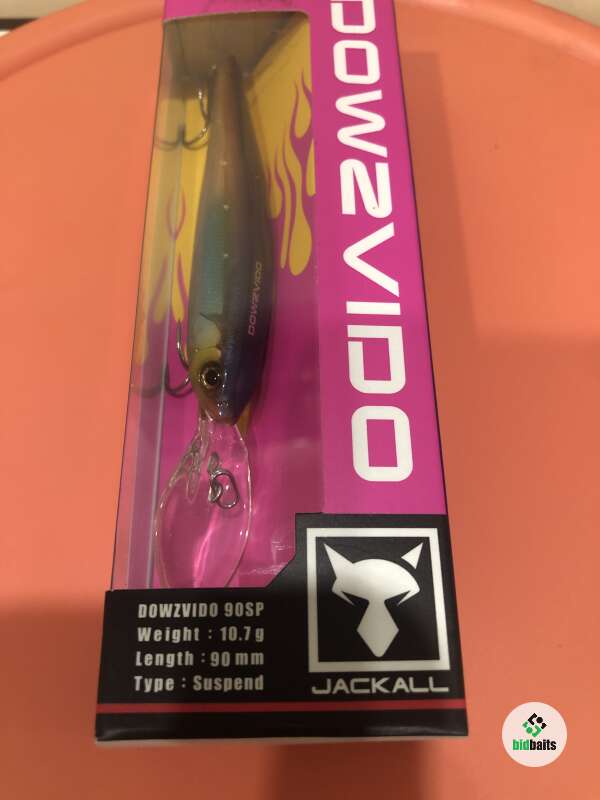 DOWZVIDO
DOWZVIDO
DOWZVIDO 90SP
Weight : 10.7g
Length : 90mm
Type : Suspend
JACKALL
bidbaits